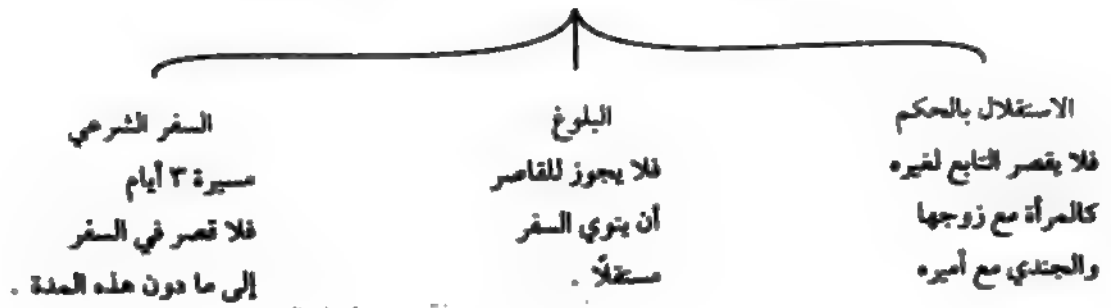 الاستقلال بالحكم
فلا يقصر التابع لغيره
كالمرأة مع زوجها
والجندي مع أميره
البلوغ
فلا يجوز للقاصر
أن ينوي السفر
مستقلًا .
السفر الشرعي
مسيرة ٣ أيام
فلا قصر في السفر
إلى ما دون هذه المدة .